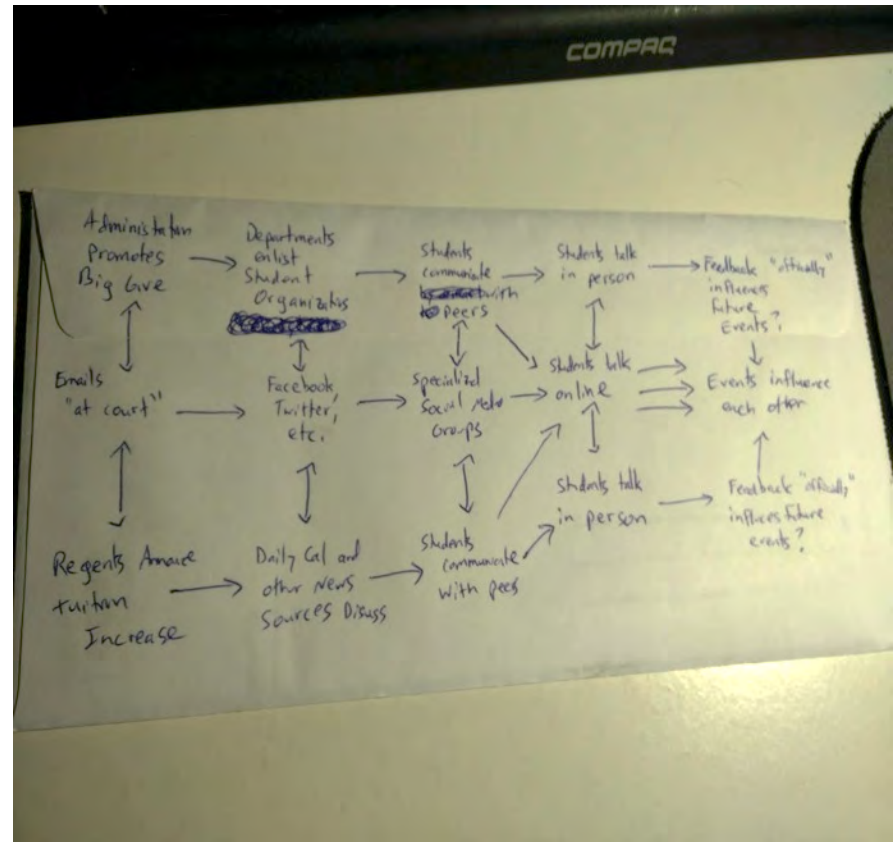 COMPAQ
Administration
Promotes
Big Give
Departments
enlist
Student
Organizations
Students
communicate
with
peers
Students talk
in person
Feedback "officially"
influences
future
Events?
Emails
"at court"
Facebook,
Twitter,
etc.
Specialized
Social Media
Groups
Students talk
online
Events influence
each other
Regents Announce
tuition
Increase
Daily Cal and
other News
Sources Discuss
Students
communicate
with peers
Students talk
in person
Feedback "officially"
influences future
events?